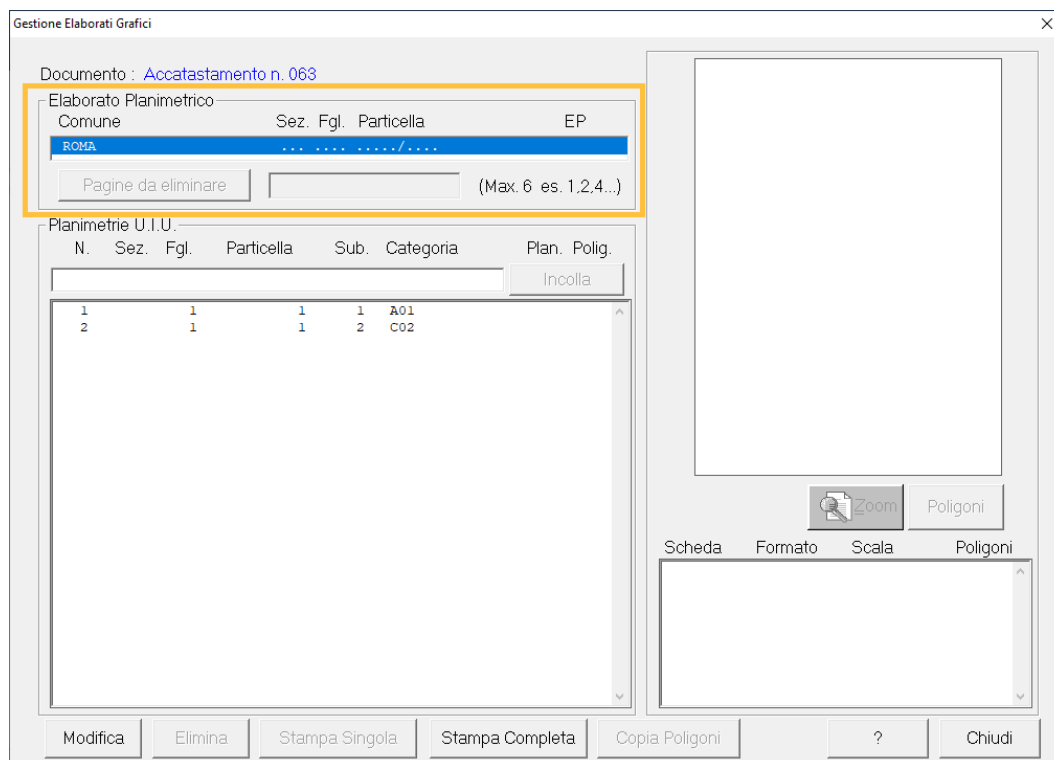 Gestione Elaborati Grafici
Documento : Accatastamento n. 063
Elaborato Planimetrico
Comune Sez. Fgl. Particella EP
ROMA ... .... ...../....
Pagine da eliminare (Max. 6 es. 1,2,4...)
Planimetrie U.I.U.
N. Sez. Fgl. Particella Sub. Categoria Plan. Polig.
Incolla
1 1 1 1 A01
2 1 1 2 C02
Zoom Poligoni
Scheda Formato Scala Poligoni
Modifica Elimina Stampa Singola Stampa Completa Copia Poligoni ? Chiudi